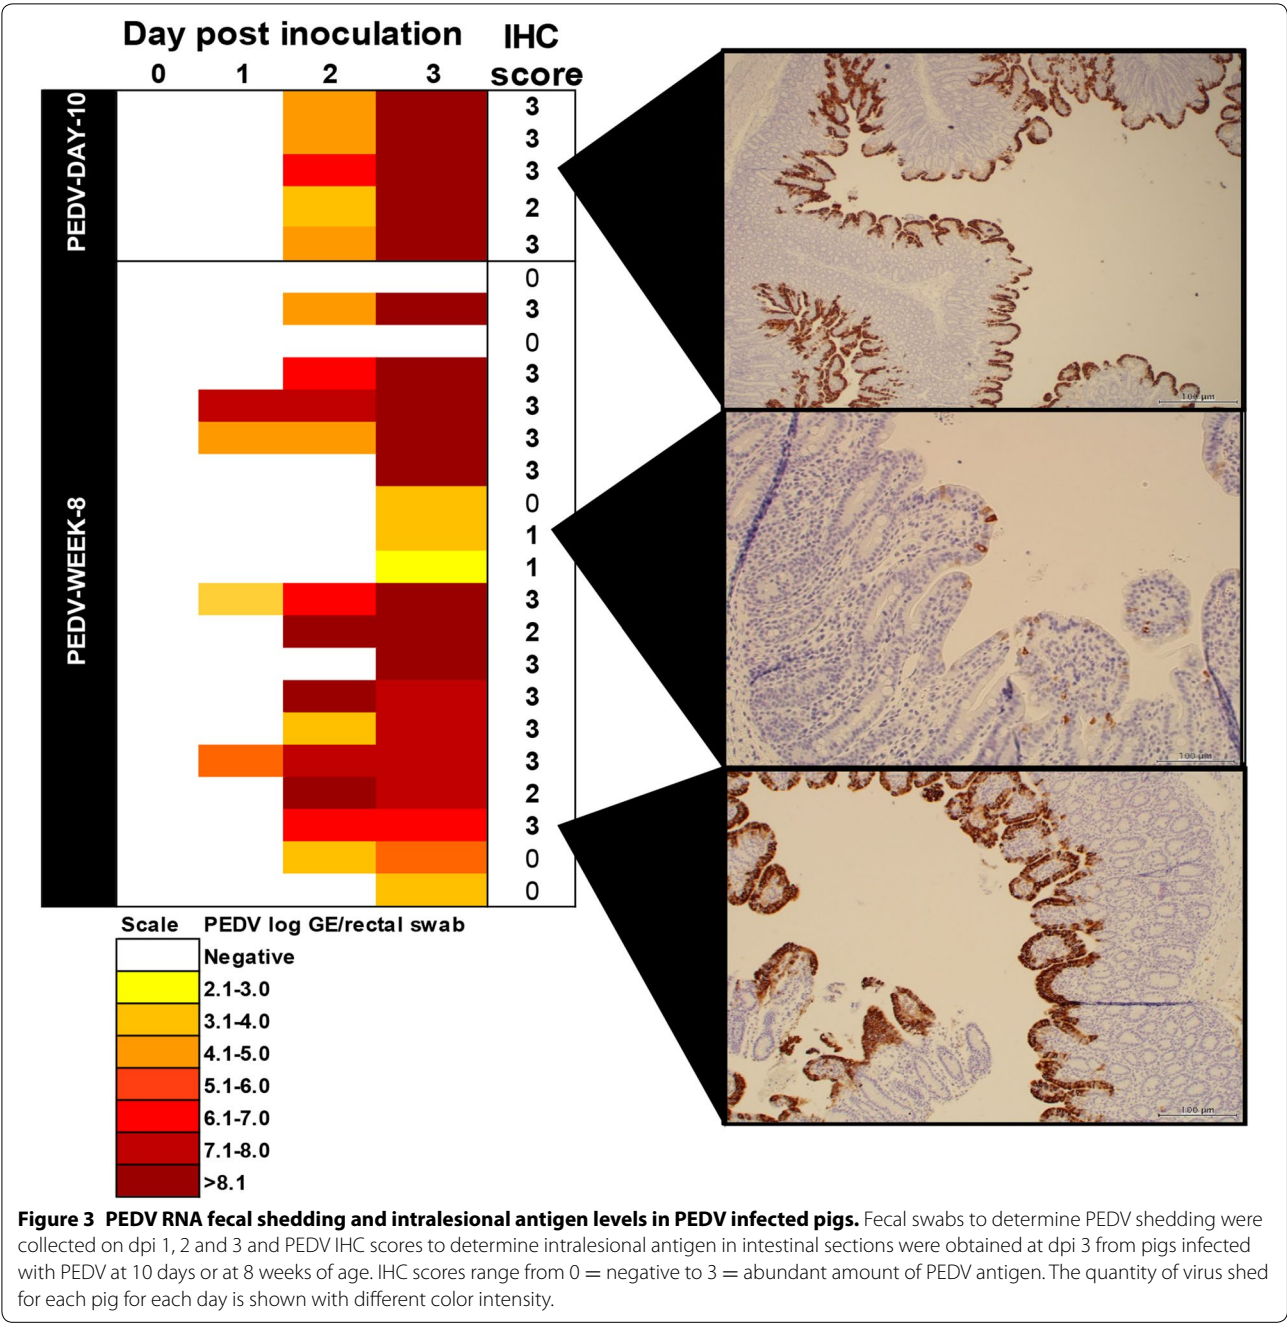 Day post inoculation
IHC
score
0 1 2 3
PEDV-DAY-10
3
3
3
2
3
PEDV-WEEK-8
0
3
0
3
3
3
3
0
1
1
3
2
3
3
3
3
2
3
0
0
100 µm
100 µm
100 µm
Scale PEDV log GE/rectal swab
Negative
2.1-3.0
3.1-4.0
4.1-5.0
5.1-6.0
6.1-7.0
7.1-8.0
>8.1
Figure 3 PEDV RNA fecal shedding and intralesional antigen levels in PEDV infected pigs. Fecal swabs to determine PEDV shedding were
collected on dpi 1, 2 and 3 and PEDV IHC scores to determine intralesional antigen in intestinal sections were obtained at dpi 3 from pigs infected
with PEDV at 10 days or at 8 weeks of age. IHC scores range from 0 = negative to 3 = abundant amount of PEDV antigen. The quantity of virus shed
for each pig for each day is shown with different color intensity.